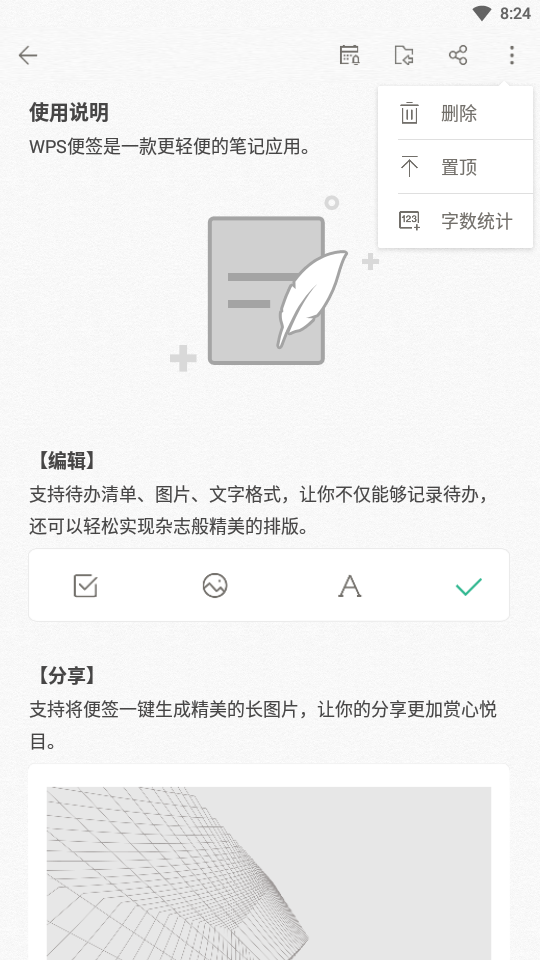 8:24
删除
置顶
123
字数统计
使用说明
WPS便签是一款更轻便的笔记应用。
【编辑】
支持待办清单、图片、文字格式，让你不仅能够记录待办，
还可以轻松实现杂志般精美的排版。
A
【分享】
支持将便签一键生成精美的长图片，让你的分享更加赏心悦
目。